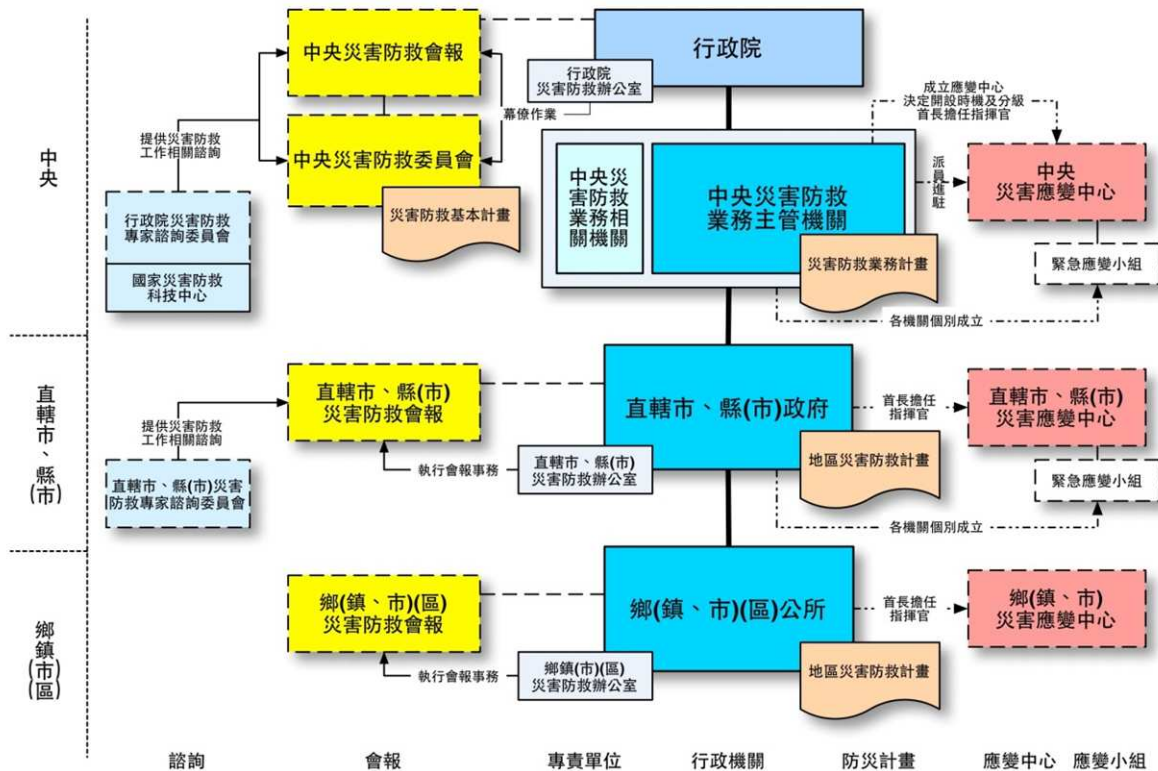 中央
直轄市、縣(市)
鄉鎮(市)(區)
中央災害防救會報
行政院
行政院
災害防救辦公室
幕僚作業
成立應變中心
決定開設時機及分級
首長擔任指揮官
提供災害防救
工作相關諮詢
中央災害防救委員會
災害防救基本計畫
行政院災害防救
專家諮詢委員會
國家災害防救
科技中心
中央災
害防救
業務相
關機關
中央災害防救
業務主管機關
災害防救業務計畫
派員進駐
中央
災害應變中心
緊急應變小組
各機關個別成立
直轄市、縣(市)
災害防救會報
提供災害防救
工作相關諮詢
直轄市、縣(市)災害
防救專家諮詢委員會
執行會報事務
直轄市、縣(市)
災害防救辦公室
直轄市、縣(市)政府
地區災害防救計畫
首長擔任
指揮官
直轄市、縣(市)
災害應變中心
緊急應變小組
各機關個別成立
鄉(鎮、市)(區)
災害防救會報
執行會報事務
鄉鎮(市)(區)
災害防救辦公室
鄉(鎮、市)(區)公所
地區災害防救計畫
首長擔任
指揮官
鄉(鎮、市)
災害應變中心
諮詢
會報
專責單位
行政機關
防災計畫
應變中心
應變小組